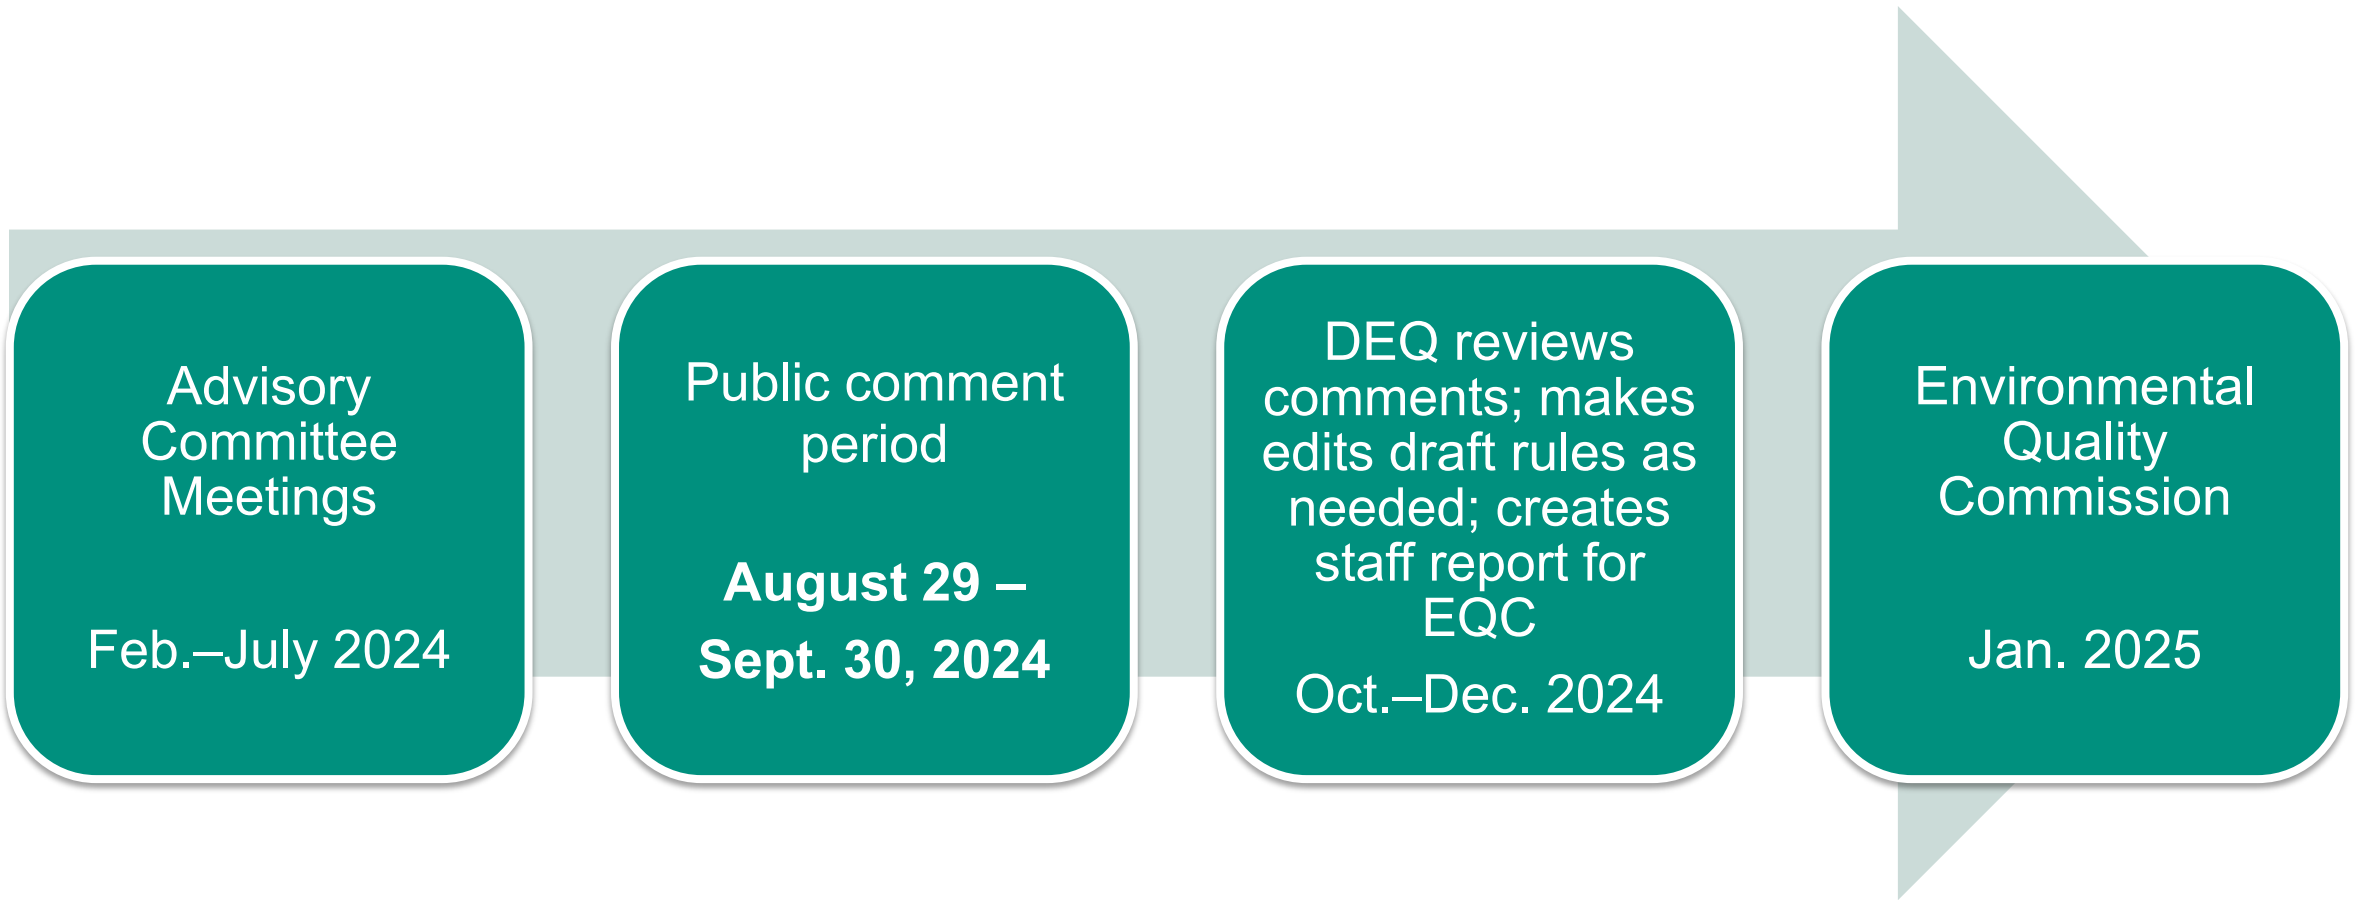 Advisory
Committee
Meetings
Feb.–July 2024
Public comment
period
August 29 –
Sept. 30, 2024
DEQ reviews
comments; makes
edits draft rules as
needed; creates
staff report for
EQC
Oct.–Dec. 2024
Environmental
Quality
Commission
Jan. 2025